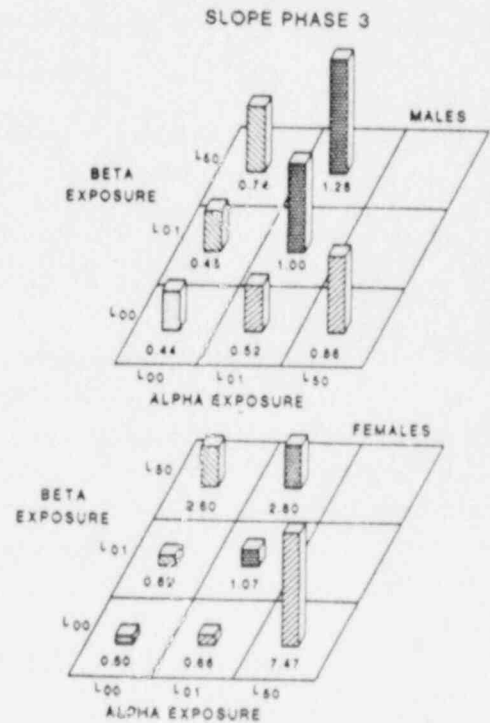 SLOPE PHASE 3
MALES
BETA
EXPOSURE
L50
0.74 1.28
L01
0.45 1.00
L00
0.44 0.52 0.86
L00 L01 L50
ALPHA EXPOSURE
FEMALES
BETA
EXPOSURE
L50
2.60 2.80
L01
1.07
L00
0.50 0.66 7.47
L00 L01 L50
ALPHA EXPOSURE